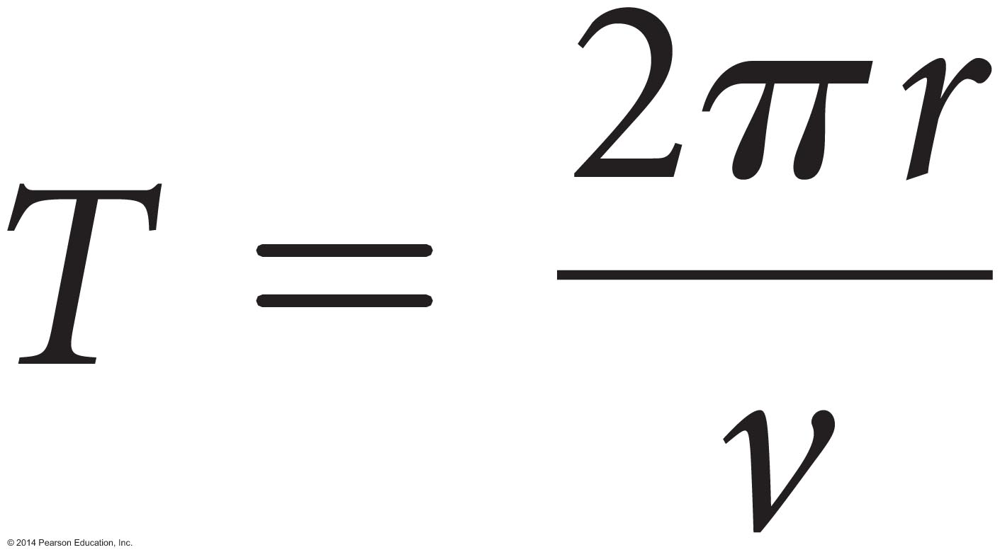 T = 2πr / v
© 2014 Pearson Education, Inc.